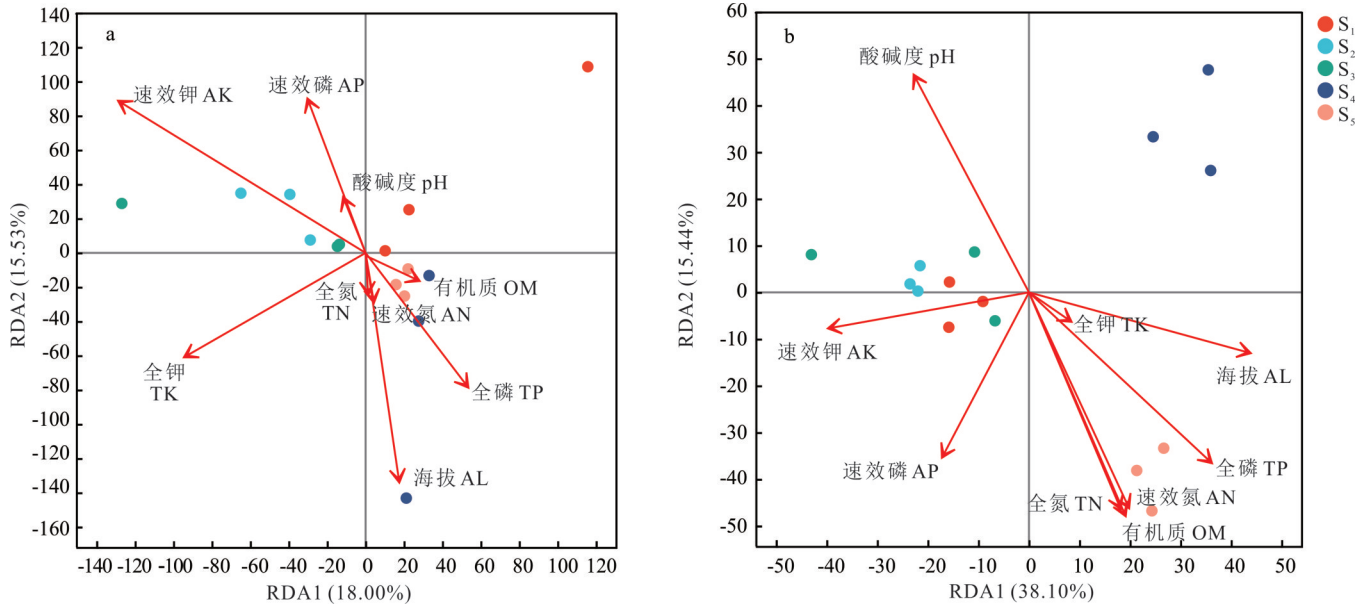 a
140
120
100
80
60
40
20
0
-20
-40
-60
-80
-100
-120
-140
-160
RDA2 (15.53%)
速效钾 AK
速效磷 AP
酸碱度 pH
有机质 OM
全氮
TN
速效氮 AN
全钾
TK
全磷 TP
海拔 AL
-140 -120 -100 -80 -60 -40 -20 0 20 40 60 80 100 120
RDA1 (18.00%)
b
60
50
40
30
20
10
0
-10
-20
-30
-40
-50
RDA2 (15.44%)
酸碱度 pH
全钾 TK
速效钾 AK
海拔 AL
速效磷 AP
全磷 TP
全氮 TN
速效氮 AN
有机质 OM
-50 -40 -30 -20 -10 0 10 20 30 40 50
RDA1 (38.10%)
S₁
S₂
S₃
S₄
S₅